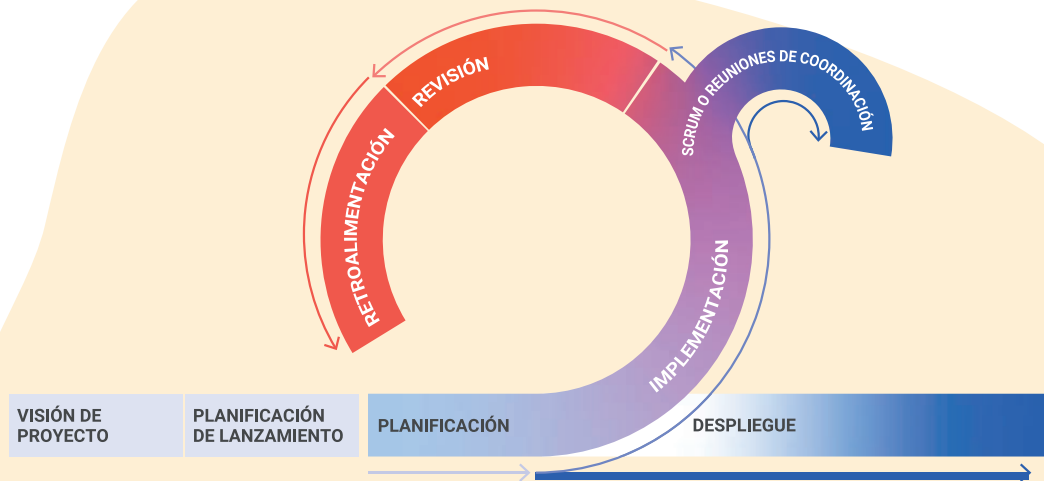 REVISIÓN
SCRUM O REUNIONES DE COORDINACIÓN
RETROALIMENTACIÓN
IMPLEMENTACIÓN
VISIÓN DE
PROYECTO
PLANIFICACIÓN
DE LANZAMIENTO
PLANIFICACIÓN
DESPLIEGUE